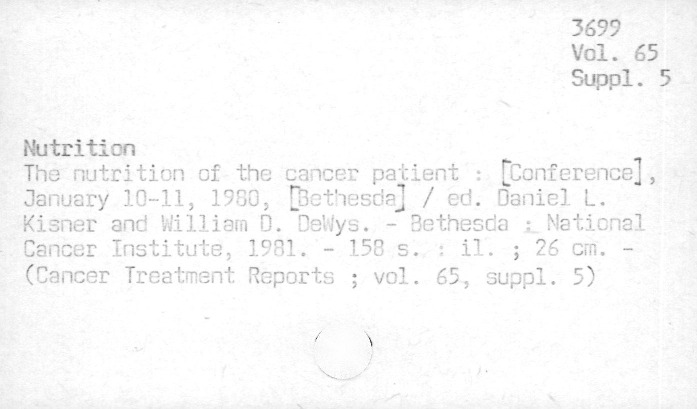 3699
Vol. 65
Suppl. 5
Nutrition
The nutrition of the cancer patient : [Conference],
January 10-11, 1980, [Bethesda] / ed. Daniel L.
Kisner and William D. DeWys. - Bethesda : National
Cancer Institute, 1981. - 158 s. : il. ; 26 cm. -
(Cancer Treatment Reports ; vol. 65, suppl. 5)